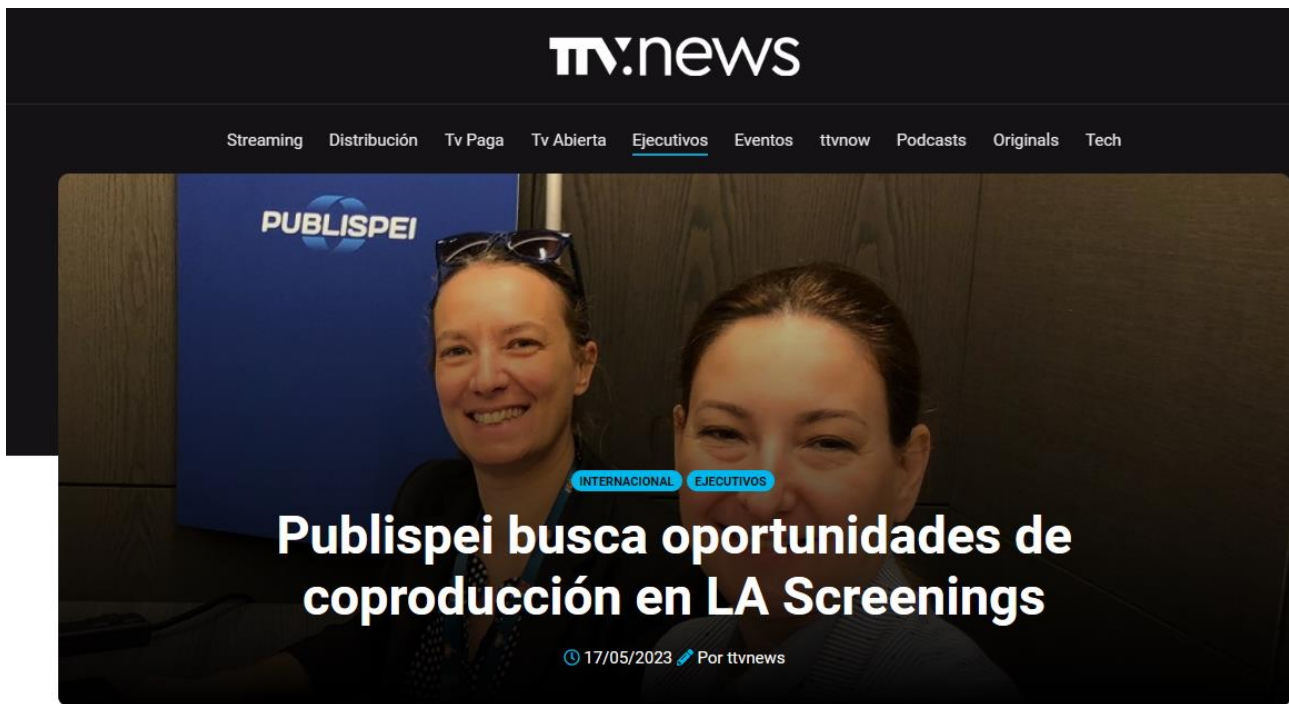 ttv.news
Streaming Distribución Tv Paga Tv Abierta Ejecutivos Eventos ttvnow Podcasts Originals Tech
PUBLISPEI
INTERNACIONAL EJECUTIVOS
Publispei busca oportunidades de
coproducción en LA Screenings
17/05/2023 Por ttvnews